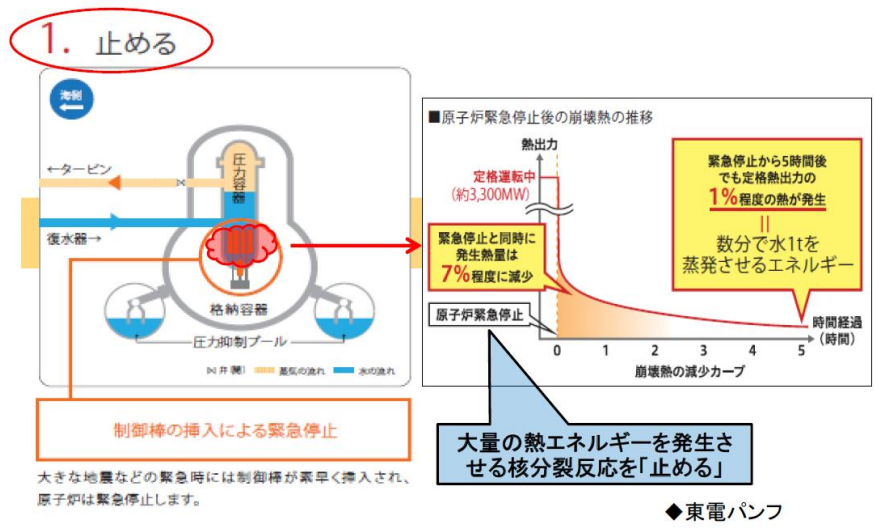 1. 止める
海側
←タービン
復水器→
圧力容器
格納容器
圧力抑制プール
弁(開)
蒸気の流れ
水の流れ
制御棒の挿入による緊急停止
大きな地震などの緊急時には制御棒が素早く挿入され、
原子炉は緊急停止します。
■原子炉緊急停止後の崩壊熱の推移
熱出力
定格運転中
(約3,300MW)
緊急停止と同時に
発生熱量は
7%程度に減少
原子炉緊急停止
緊急停止から5時間後
でも定格熱出力の
1%程度の熱が発生
||
数分で水1tを
蒸発させるエネルギー
時間経過
(時間)
0 1 2 3 4 5
崩壊熱の減少カーブ
大量の熱エネルギーを発生さ
せる核分裂反応を「止める」
◆東電パンフ